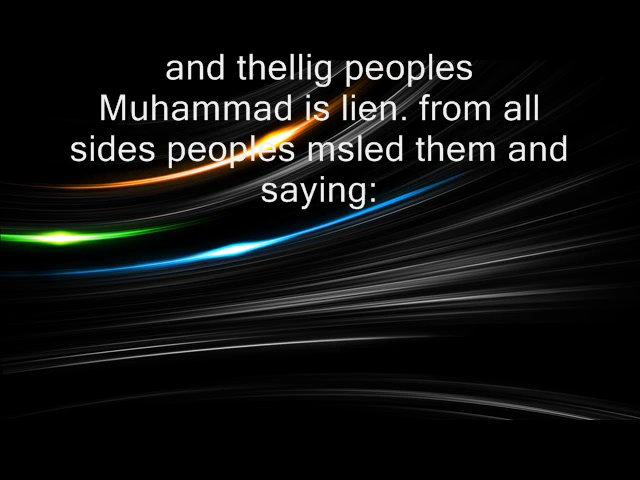 and thellig peoples
Muhammad is lien. from all
sides peoples msled them and
saying: